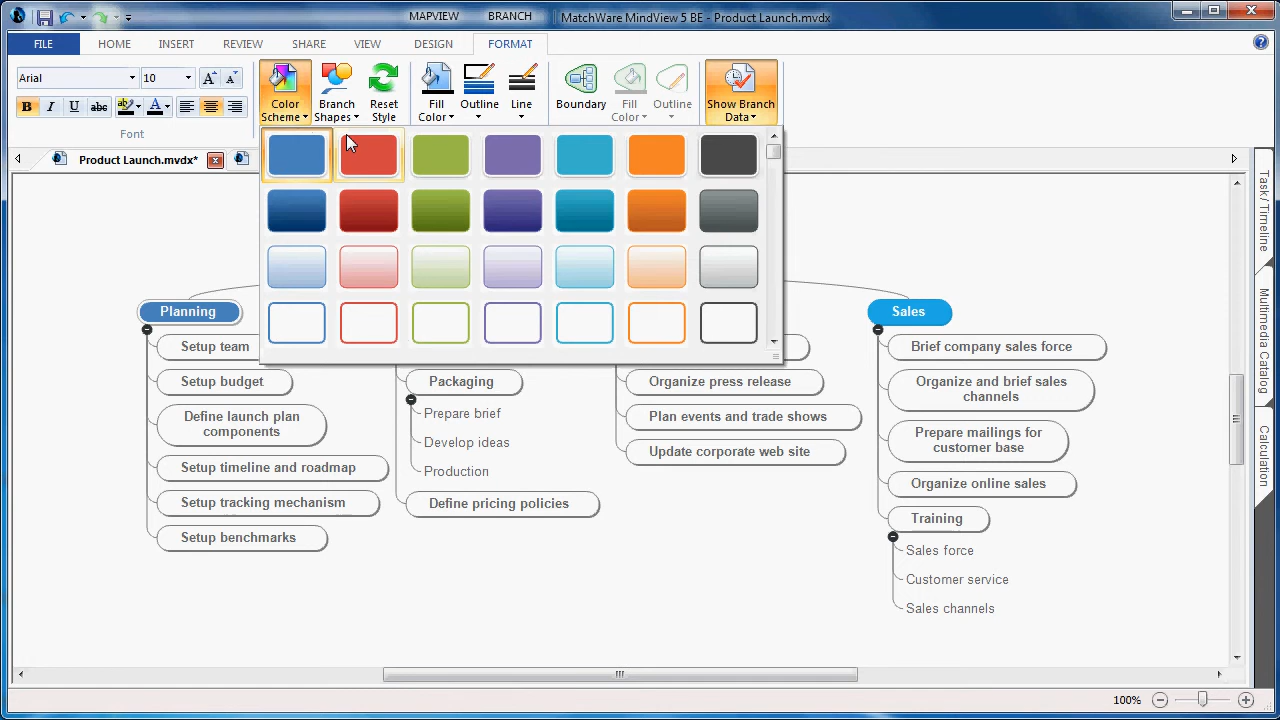 MAPVIEW BRANCH MatchWare MindView 5 BE - Product Launch.mvdx
FILE HOME INSERT REVIEW SHARE VIEW DESIGN FORMAT
Arial 10
A A
B I U abc ab A
Font
Color
Scheme
Branch
Shapes
Reset
Style
Fill
Color
Outline
Line
Boundary
Fill
Color
Outline
Show Branch
Data
Product Launch.mvdx*
Task / Timeline
Multimedia Catalog
Calculation
Planning
Setup team
Setup budget
Define launch plan
components
Setup timeline and roadmap
Setup tracking mechanism
Setup benchmarks
Packaging
Prepare brief
Develop ideas
Production
Define pricing policies
Organize press release
Plan events and trade shows
Update corporate web site
Sales
Brief company sales force
Organize and brief sales
channels
Prepare mailings for
customer base
Organize online sales
Training
Sales force
Customer service
Sales channels
100%